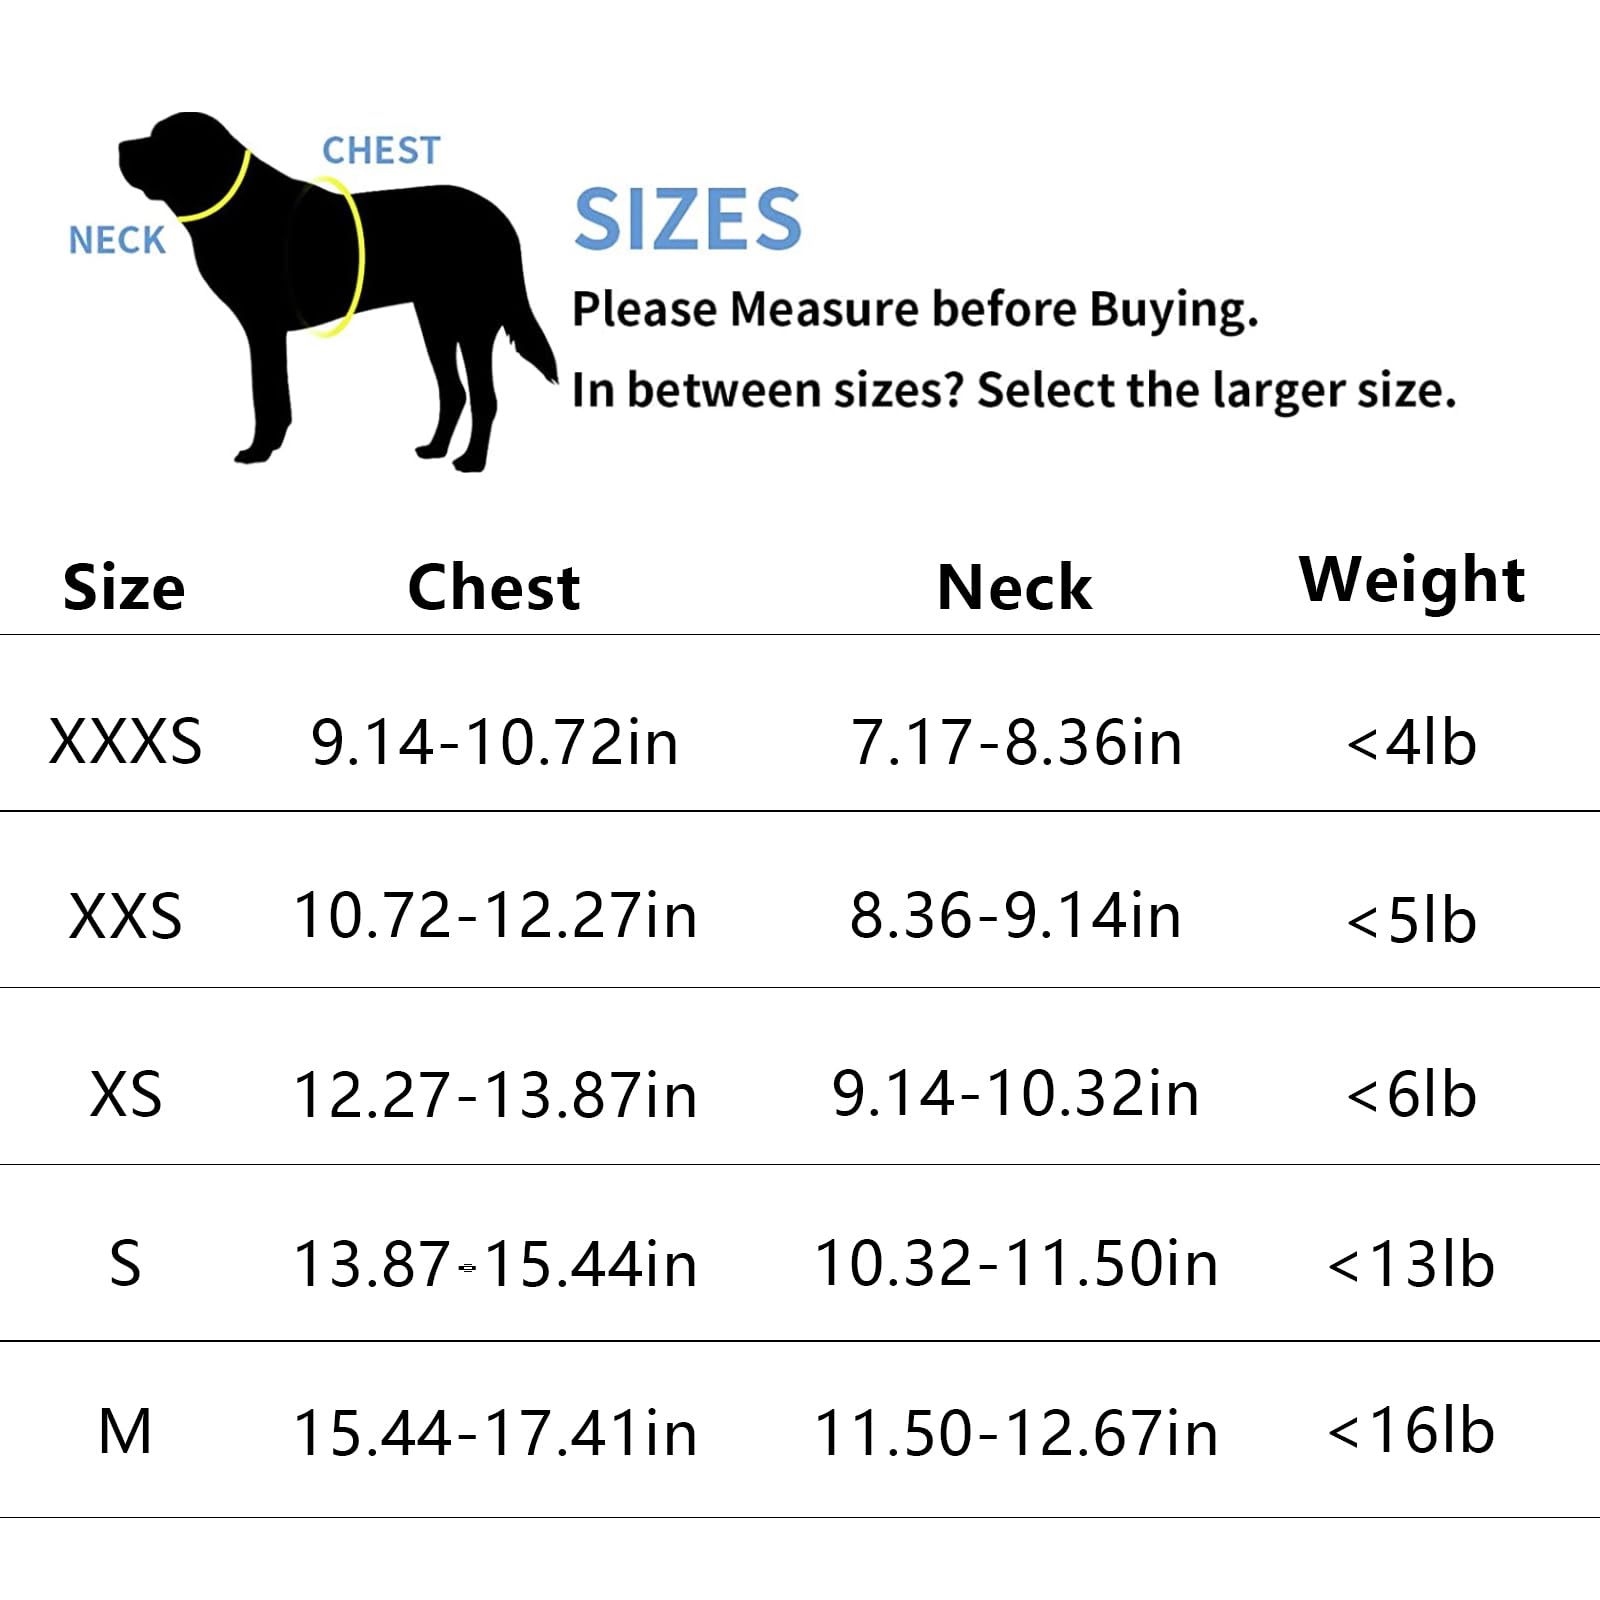 CHEST
NECK
SIZES
Please Measure before Buying.
In between sizes? Select the larger size.
Size Chest Neck Weight
XXXS 9.14-10.72in 7.17-8.36in <4lb
XXS 10.72-12.27in 8.36-9.14in <5lb
XS 12.27-13.87in 9.14-10.32in <6lb
S 13.87-15.44in 10.32-11.50in <13lb
M 15.44-17.41in 11.50-12.67in <16lb